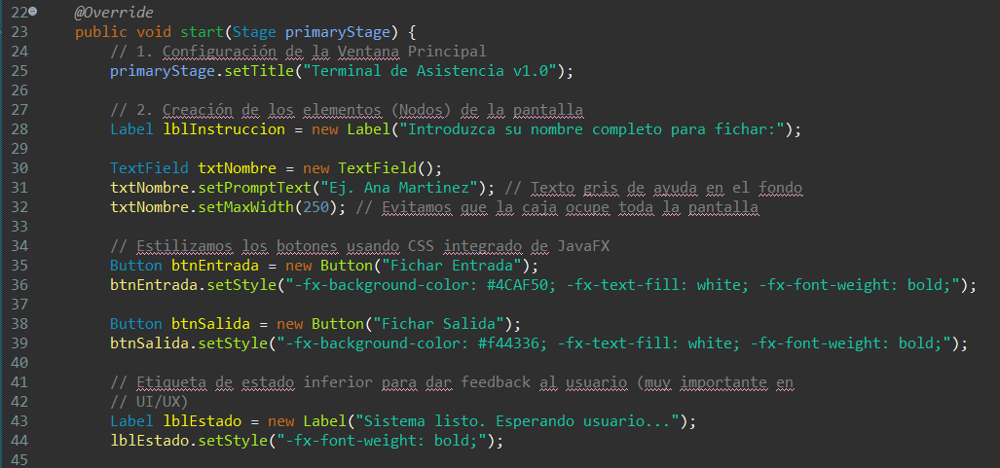 22 @Override
23 public void start(Stage primaryStage) {
24 // 1. Configuración de la Ventana Principal
25 primaryStage.setTitle("Terminal de Asistencia v1.0");
26
27 // 2. Creación de los elementos (Nodos) de la pantalla
28 Label lblInstruccion = new Label("Introduzca su nombre completo para fichar:");
29
30 TextField txtNombre = new TextField();
31 txtNombre.setPromptText("Ej. Ana Martinez"); // Texto gris de ayuda en el fondo
32 txtNombre.setMaxWidth(250); // Evitamos que la caja ocupe toda la pantalla
33
34 // Estilizamos los botones usando CSS integrado de JavaFX
35 Button btnEntrada = new Button("Fichar Entrada");
36 btnEntrada.setStyle("-fx-background-color: #4CAF50; -fx-text-fill: white; -fx-font-weight: bold;");
37
38 Button btnSalida = new Button("Fichar Salida");
39 btnSalida.setStyle("-fx-background-color: #f44336; -fx-text-fill: white; -fx-font-weight: bold;");
40
41 // Etiqueta de estado inferior para dar feedback al usuario (muy importante en
42 // UI/UX)
43 Label lblEstado = new Label("Sistema listo. Esperando usuario...");
44 lblEstado.setStyle("-fx-font-weight: bold;");
45